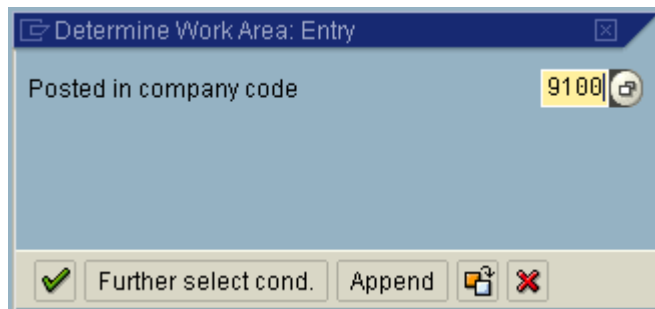 Determine Work Area: Entry
Posted in company code 9100
Further select cond. Append